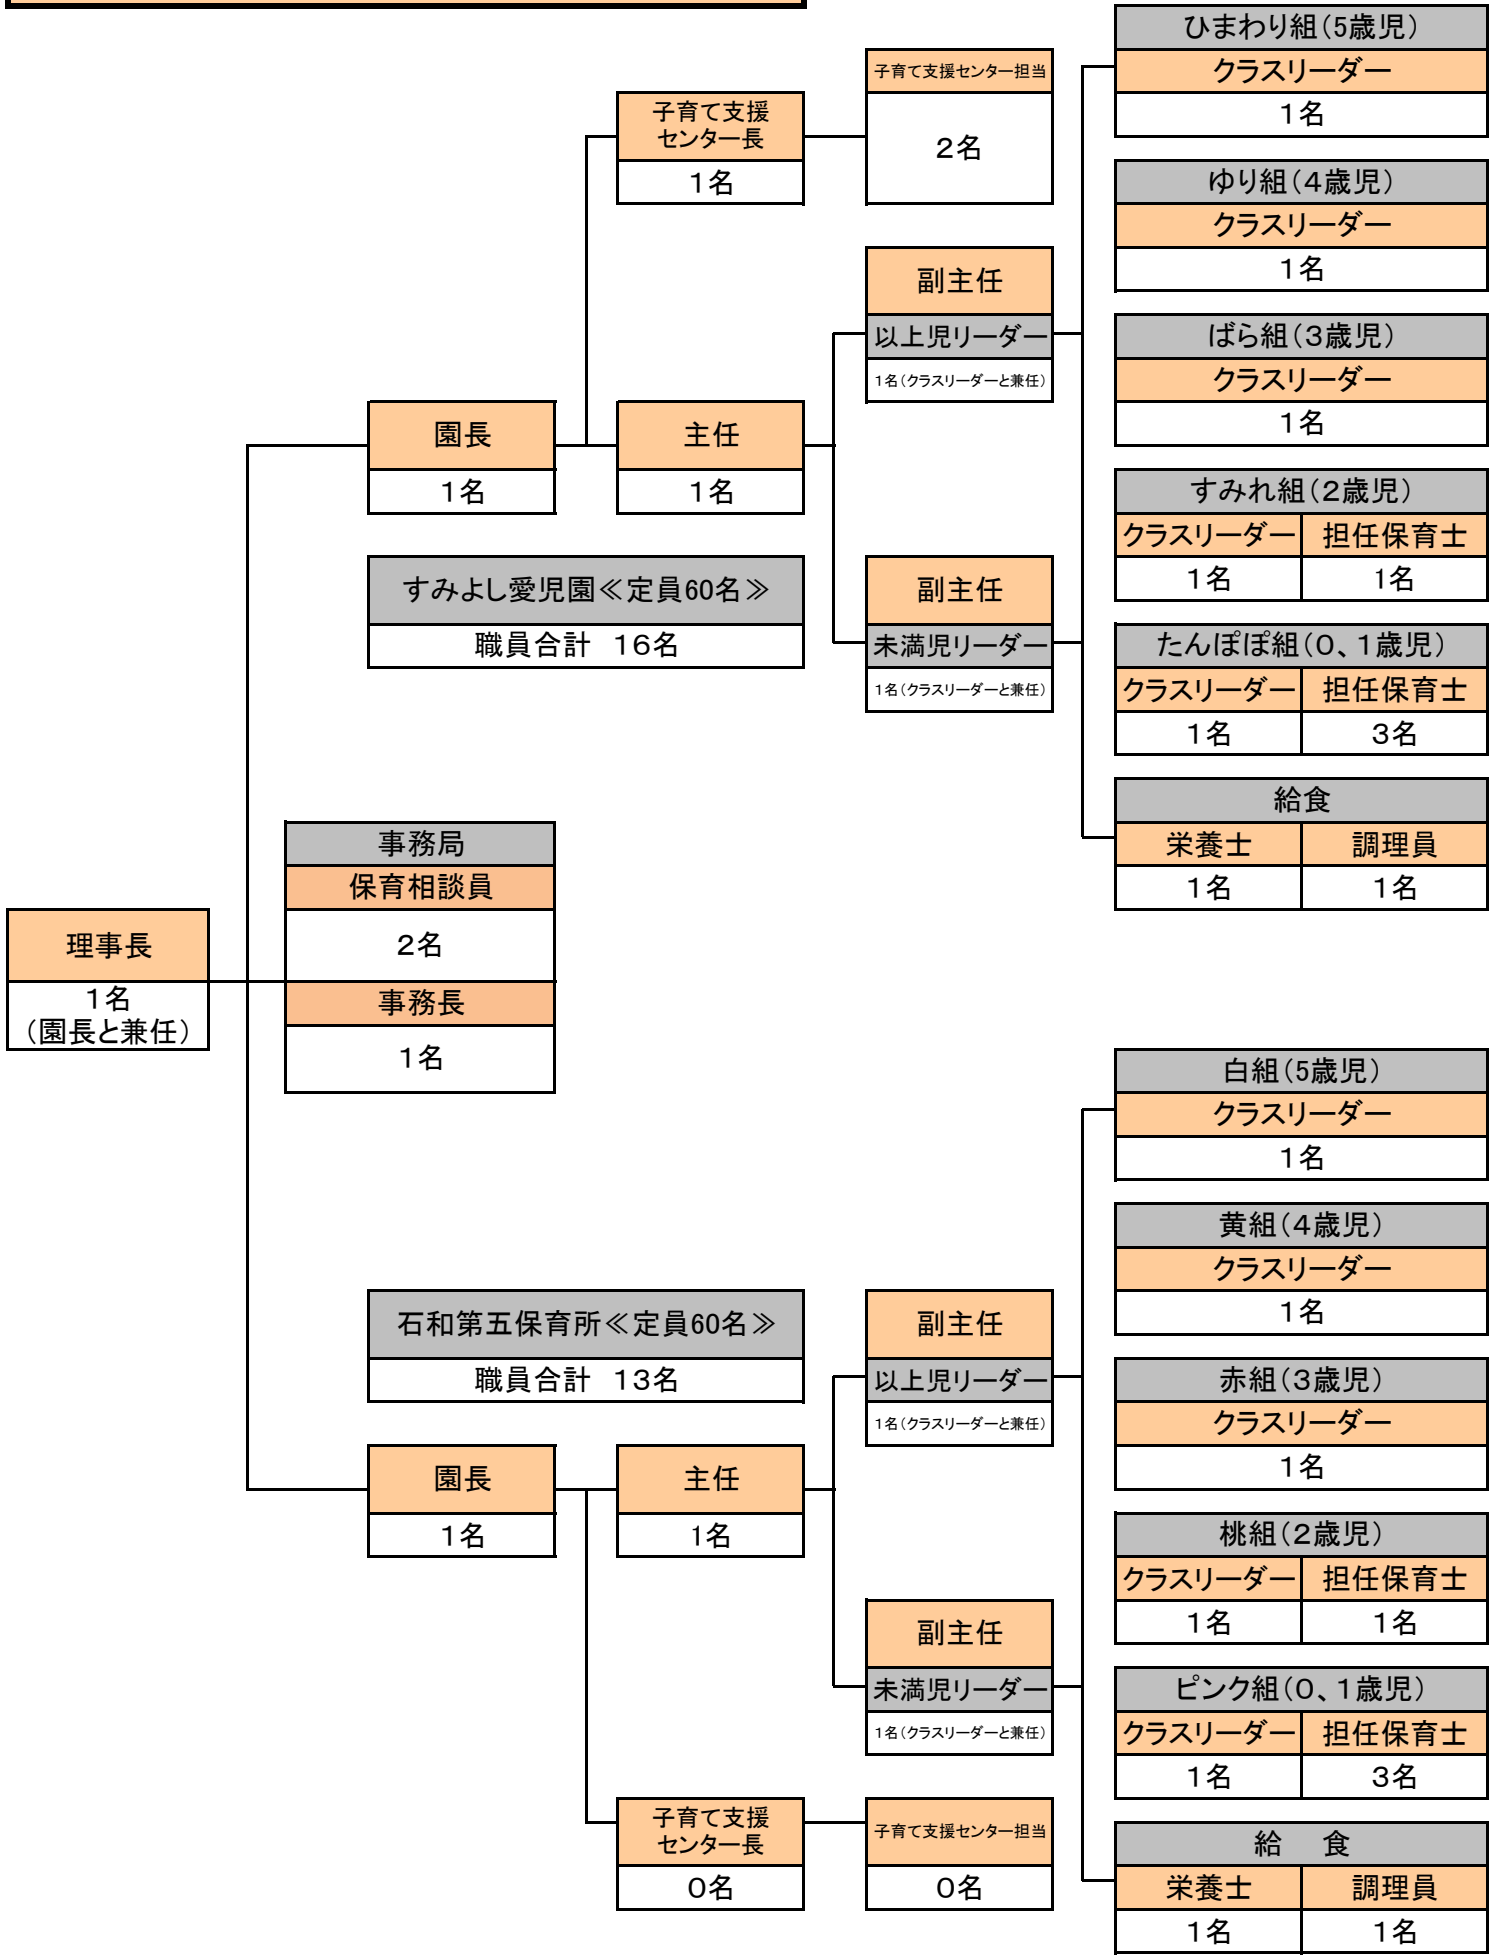 ひまわり組(5歳児)
クラスリーダー
1名
子育て支援センター担当
2名
子育て支援
センター長
1名
ゆり組(4歳児)
クラスリーダー
1名
副主任
以上児リーダー
1名(クラスリーダーと兼任)
ばら組(3歳児)
クラスリーダー
1名
園長
1名
主任
1名
すみれ組(2歳児)
クラスリーダー 担任保育士
1名 1名
すみよし愛児園≪定員60名≫
職員合計 16名
副主任
未満児リーダー
1名(クラスリーダーと兼任)
たんぽぽ組(0、1歳児)
クラスリーダー 担任保育士
1名 3名
給食
栄養士 調理員
1名 1名
事務局
保育相談員
2名
事務長
1名
理事長
1名
(園長と兼任)
白組(5歳児)
クラスリーダー
1名
黄組(4歳児)
クラスリーダー
1名
石和第五保育所≪定員60名≫
職員合計 13名
副主任
以上児リーダー
1名(クラスリーダーと兼任)
赤組(3歳児)
クラスリーダー
1名
園長
1名
主任
1名
桃組(2歳児)
クラスリーダー 担任保育士
1名 1名
副主任
未満児リーダー
1名(クラスリーダーと兼任)
ピンク組(0、1歳児)
クラスリーダー 担任保育士
1名 3名
子育て支援
センター長
0名
子育て支援センター担当
0名
給 食
栄養士 調理員
1名 1名